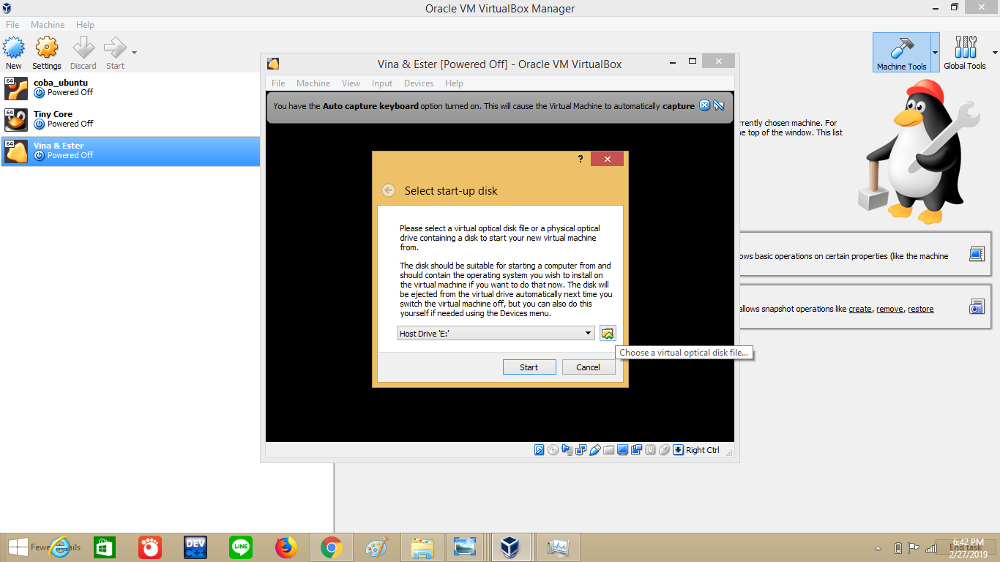 Oracle VM VirtualBox Manager
File Machine Help
New
Settings
Discard
Start
Machine Tools
Global Tools
64
coba_ubuntu
Powered Off
64
Tiny Core
Powered Off
64
Vina & Ester
Powered Off
Vina & Ester [Powered Off] - Oracle VM VirtualBox
File Machine View Input Devices Help
You have the Auto capture keyboard option turned on. This will cause the Virtual Machine to automatically capture
?
Select start-up disk
Please select a virtual optical disk file or a physical optical
drive containing a disk to start your new virtual machine
from.
The disk should be suitable for starting a computer from and
should contain the operating system you wish to install on
the virtual machine if you want to do that now. The disk will
be ejected from the virtual drive automatically next time you
switch the virtual machine off, but you can also do this
yourself if needed using the Devices menu.
Host Drive 'E:'
Choose a virtual optical disk file...
Start
Cancel
Right Ctrl
rrently chosen machine. For
e top of the window. This list
ows basic operations on certain properties (like the machine
allows snapshot operations like create, remove, restore
Fewer details
DEV
C++
LINE
End task
6:42 PM
2/27/2019